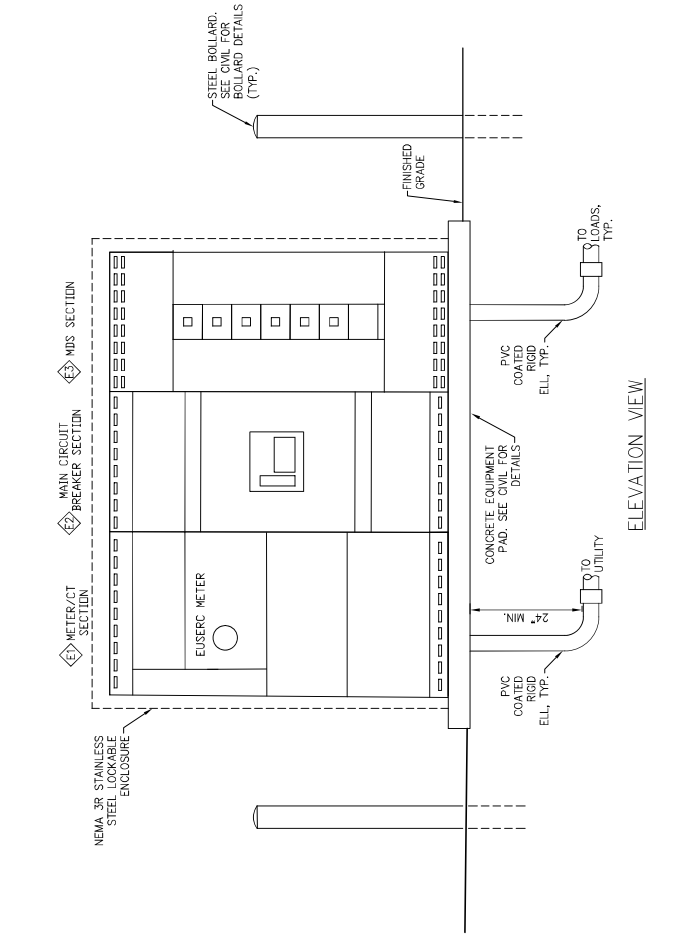 STEEL BOLLARD.
SEE CIVIL FOR
BOLLARD DETAILS
(TYP.)
FINISHED
GRADE
E3 MDS SECTION
E2 MAIN CIRCUIT
BREAKER SECTION
E1 METER/CT
SECTION
NEMA 3R STAINLESS
STEEL LOCKABLE
ENCLOSURE
EUSERC METER
TO
LOADS,
TYP.
PVC
COATED
RIGID
ELL, TYP.
CONCRETE EQUIPMENT
PAD. SEE CIVIL FOR
DETAILS
24" MIN.
TO
UTILITY
PVC
COATED
RIGID
ELL, TYP.
ELEVATION VIEW